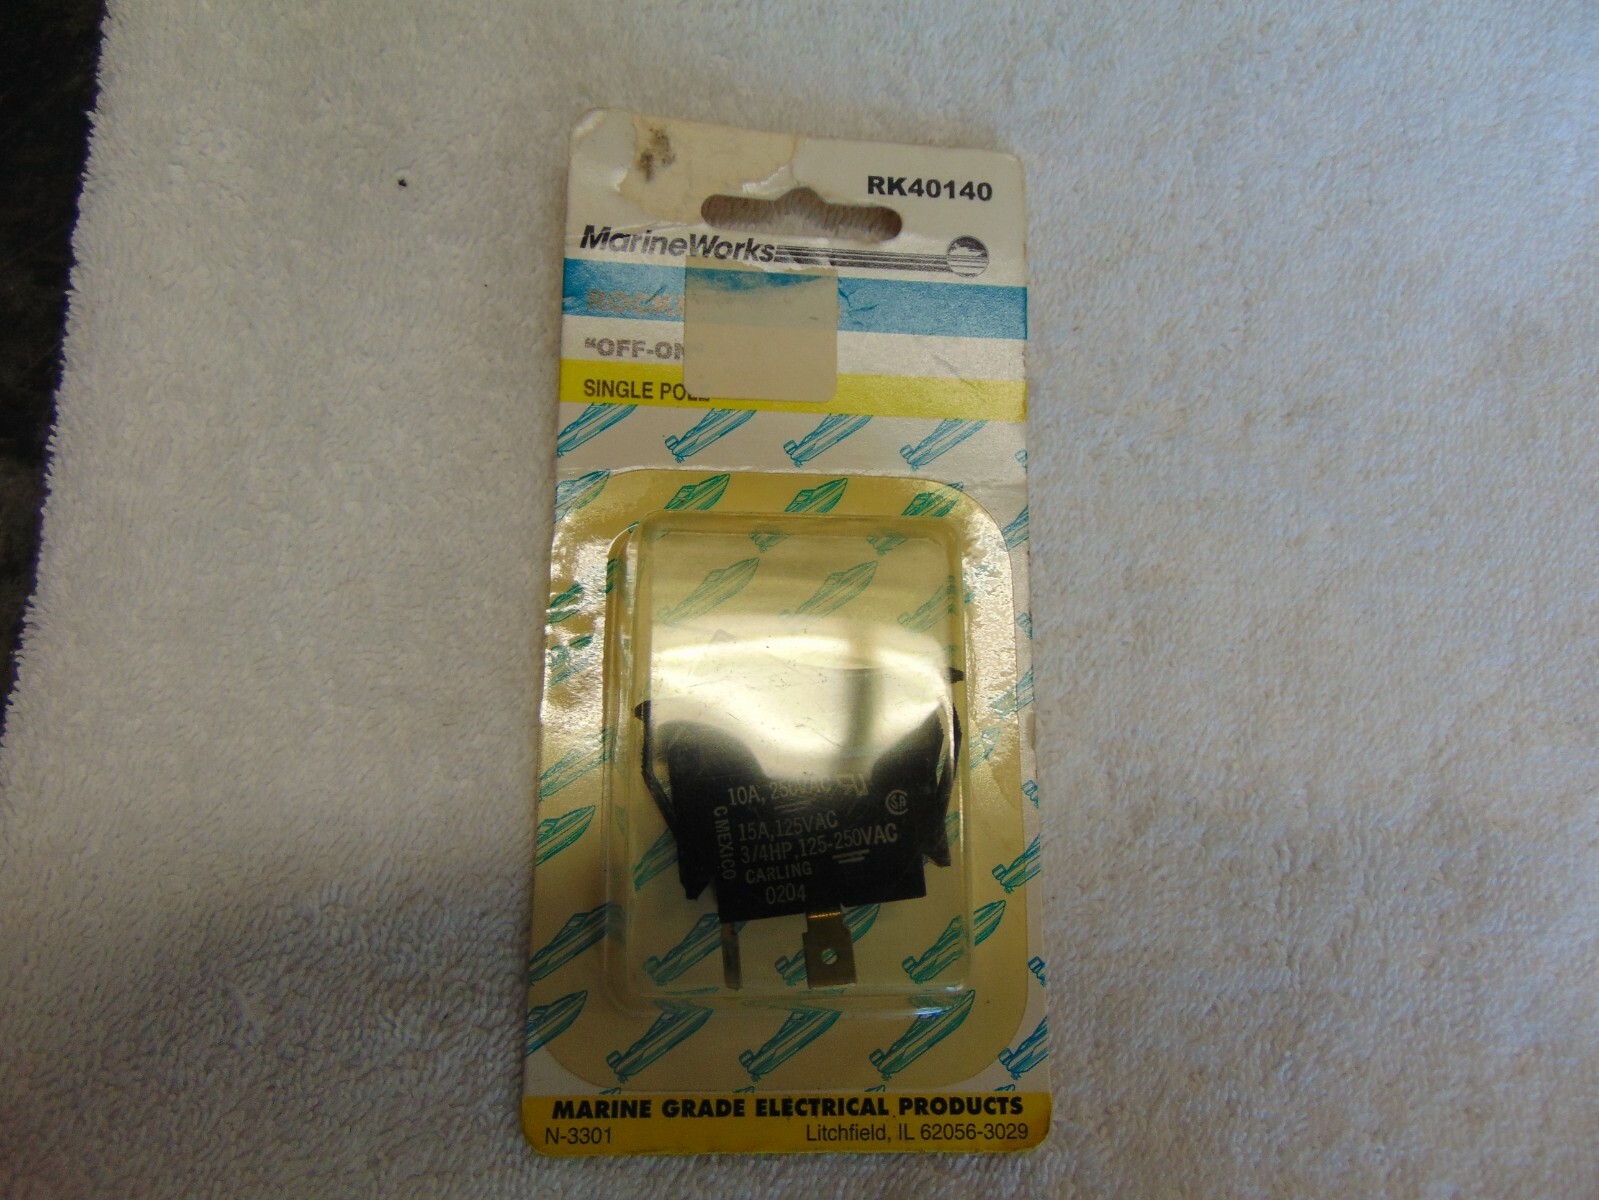 RK40140
MarineWorks
"OFF-ON
SINGLE
10A, 250VAC
15A,125VAC
3/4HP,125-250VAC
CARLING
0204
C MEXICO
MARINE GRADE ELECTRICAL PRODUCTS
N-3301 Litchfield, IL 62056-3029